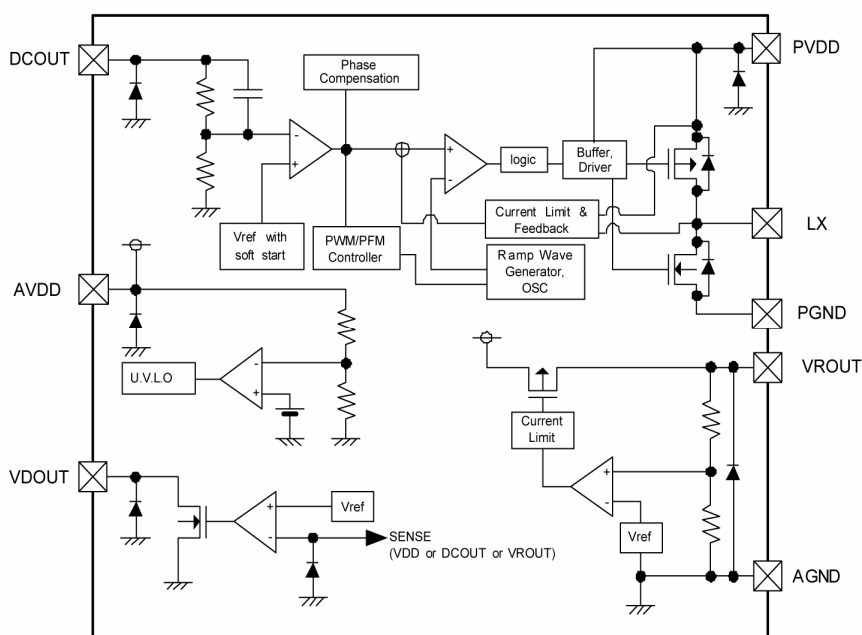 DCOUT
PVDD
Phase
Compensation
-
+
+
-
logic
Buffer,
Driver
Vref with
soft start
PWM/PFM
Controller
Current Limit &
Feedback
LX
Ramp Wave
Generator,
OSC
AVDD
PGND
U.V.L.O
-
+
VROUT
Current
Limit
+
-
Vref
VDOUT
+
-
Vref
SENSE
(VDD or DCOUT or VROUT)
AGND